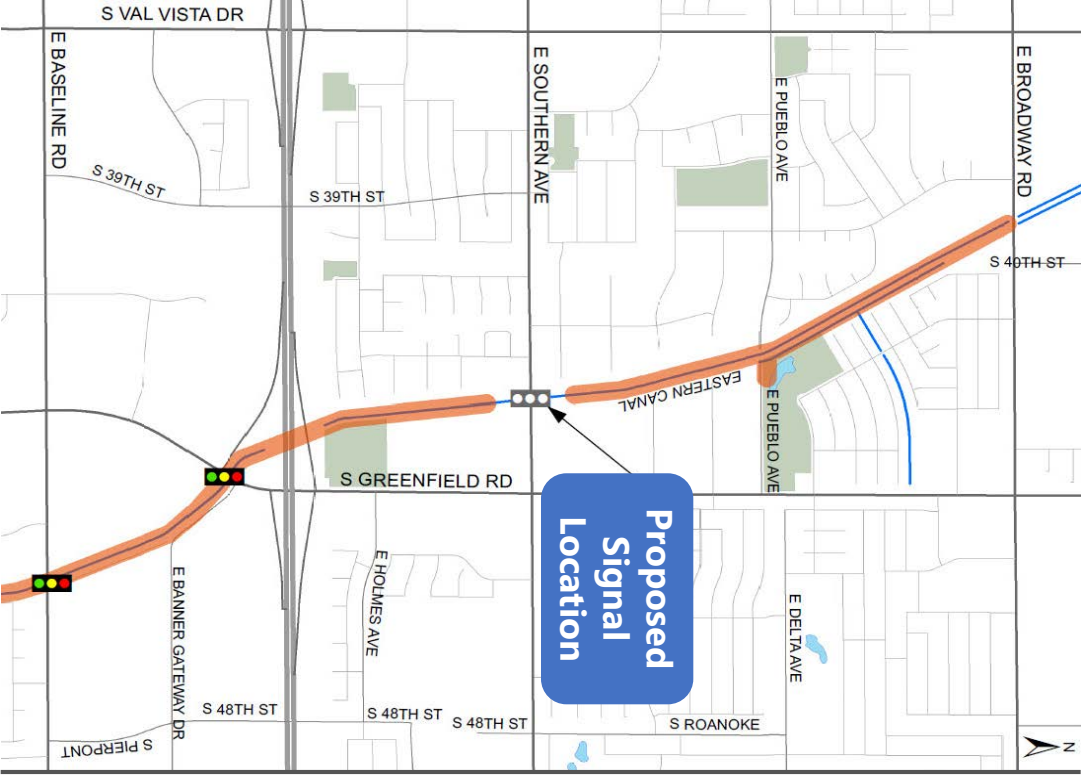 S VAL VISTA DR
E BASELINE RD
S 39TH ST
S 39TH ST
E SOUTHERN AVE
E PUEBLO AVE
E BROADWAY RD
S 40TH ST
EASTERN CANAL
E PUEBLO AVE
S GREENFIELD RD
Proposed
Signal
Location
E HOLMES AVE
E BANNER GATEWAY DR
E DELTA AVE
S 48TH ST
S 48TH ST
S 48TH ST
S ROANOKE
S PIERPONT
N